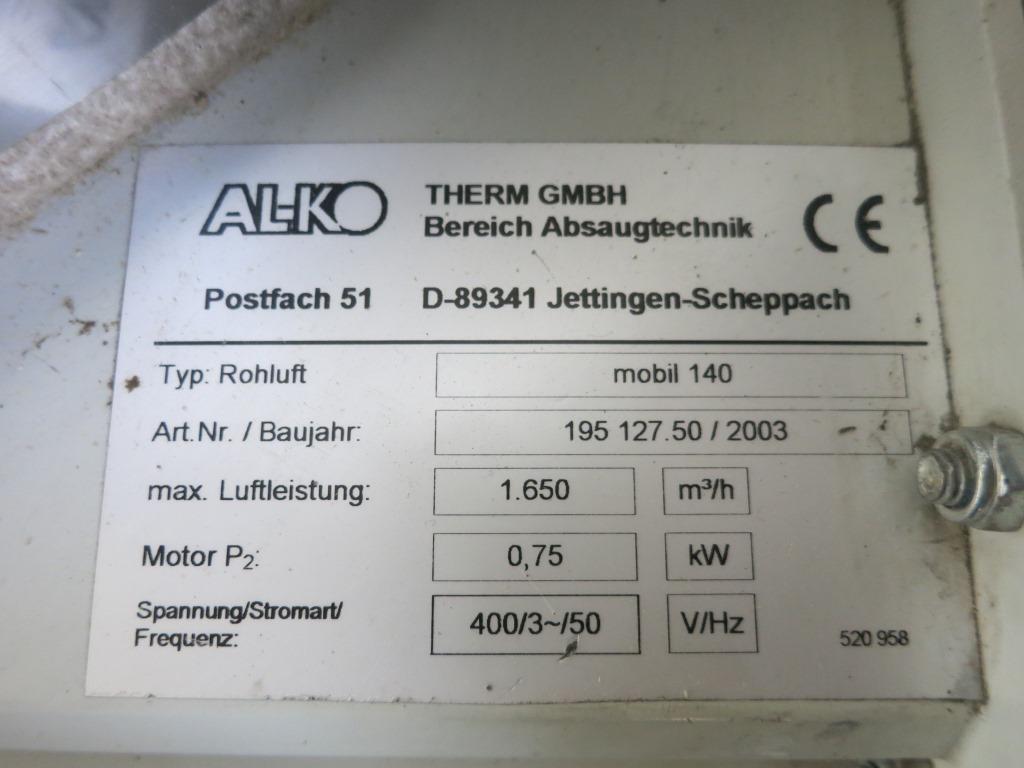 AL-KO THERM GMBH
Bereich Absaugtechnik CE
Postfach 51 D-89341 Jettingen-Scheppach
Typ: Rohluft mobil 140
Art.Nr. / Baujahr: 195 127.50 / 2003
max. Luftleistung: 1.650 m³/h
Motor P₂: 0,75 kW
Spannung/Stromart/
Frequenz: 400/3~/50 V/Hz
520 958